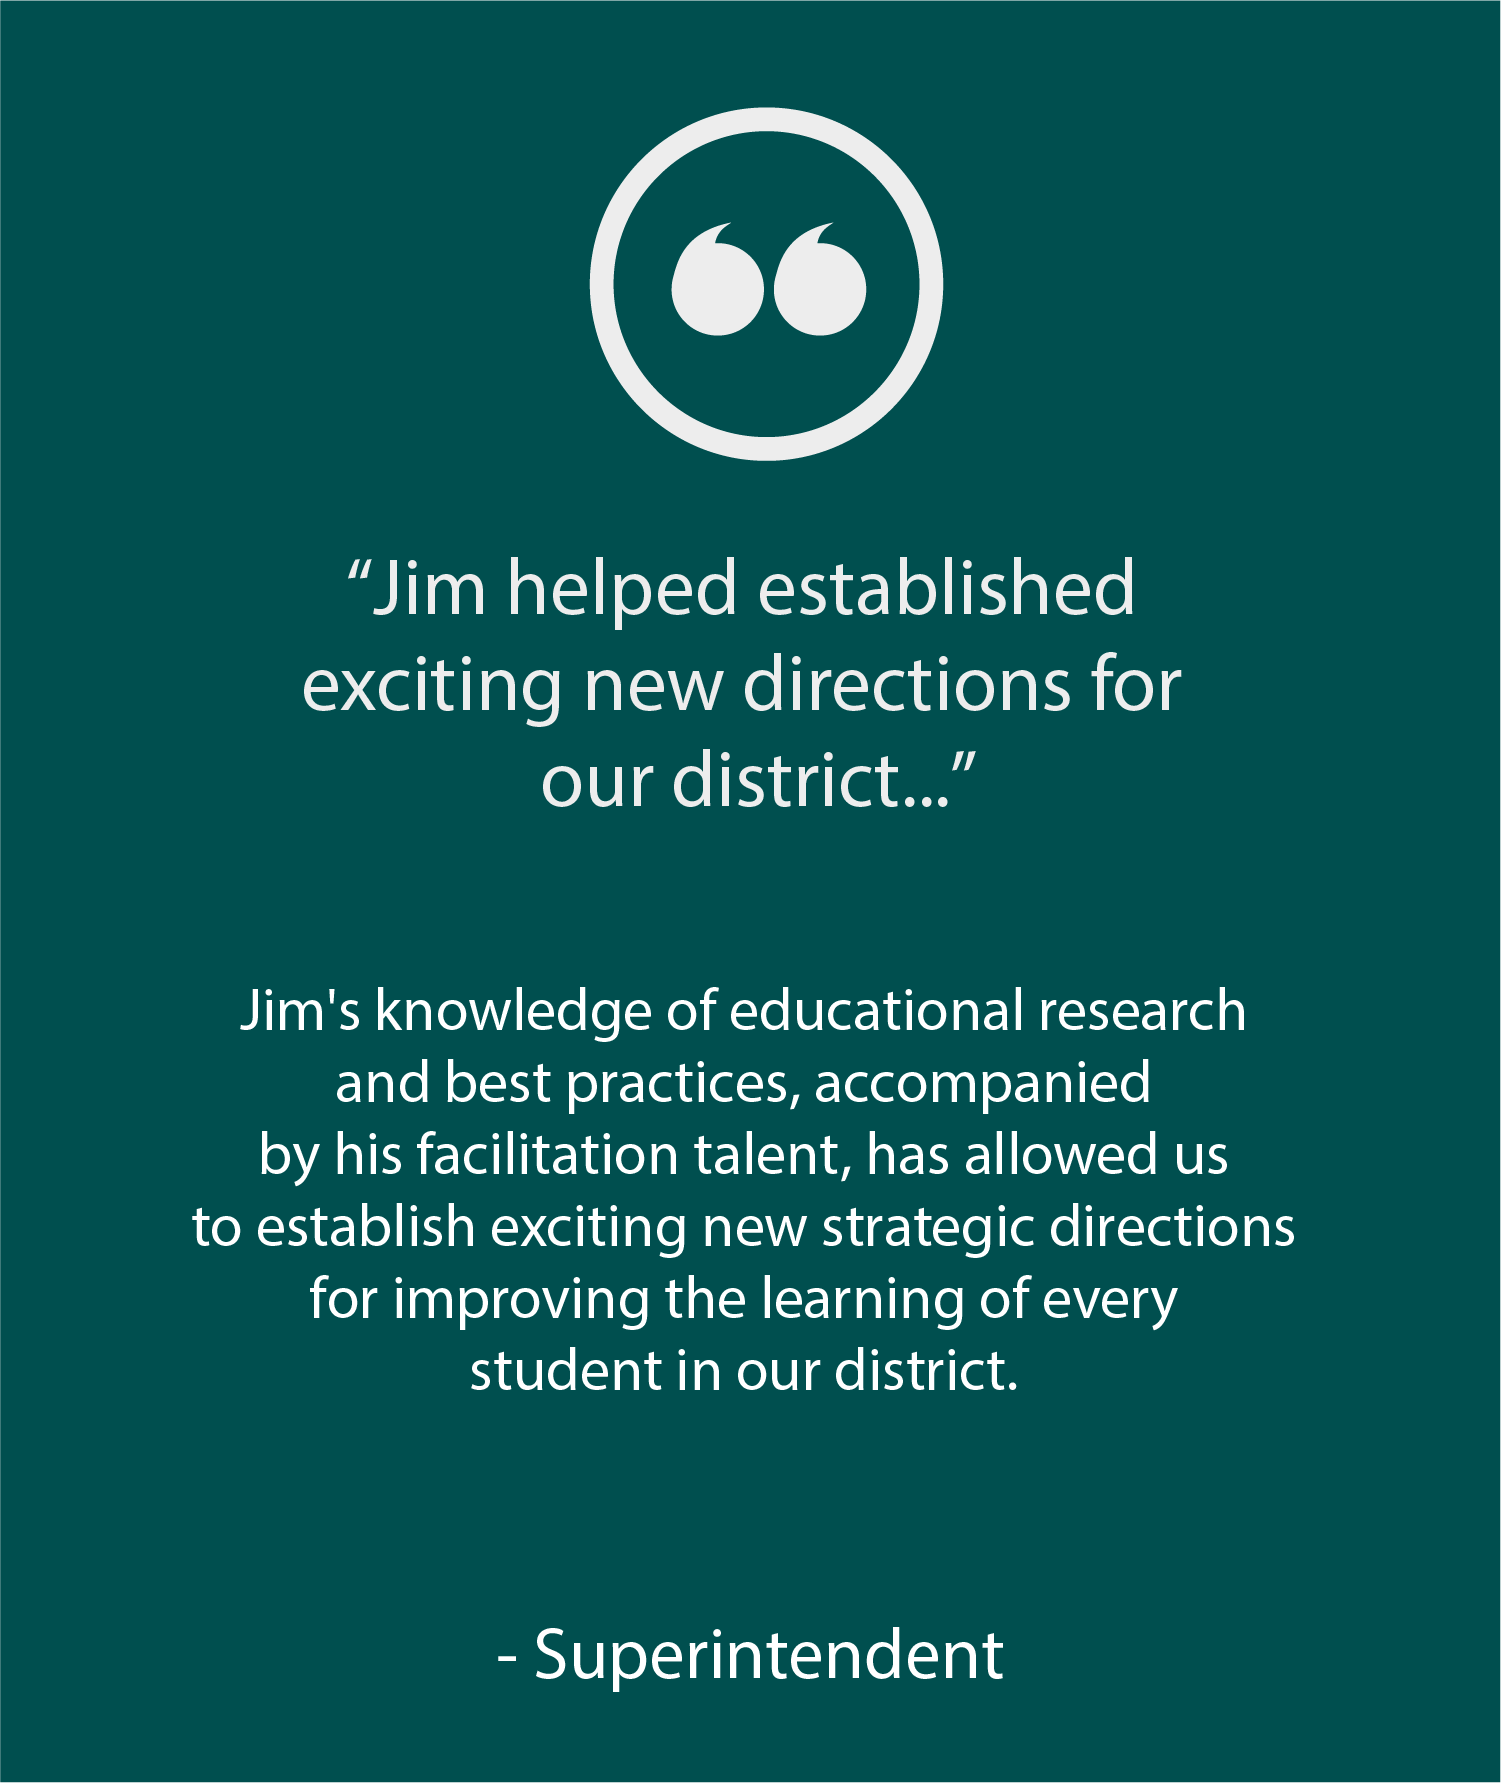 “Jim helped established
exciting new directions for
our district...”
Jim's knowledge of educational research
and best practices, accompanied
by his facilitation talent, has allowed us
to establish exciting new strategic directions
for improving the learning of every
student in our district.
- Superintendent